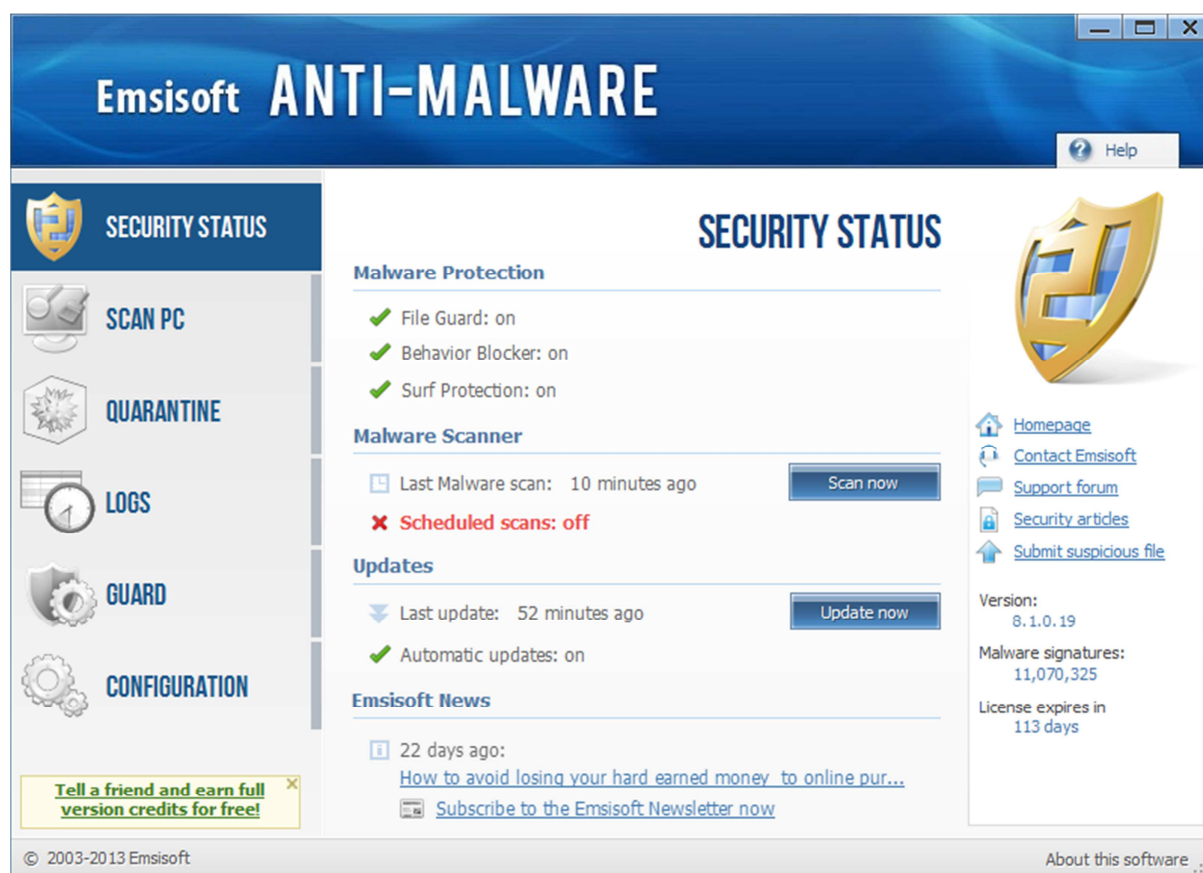 Emsisoft ANTI-MALWARE
Help
SECURITY STATUS
SCAN PC
QUARANTINE
LOGS
GUARD
CONFIGURATION
Tell a friend and earn full
version credits for free!
SECURITY STATUS
Malware Protection
File Guard: on
Behavior Blocker: on
Surf Protection: on
Malware Scanner
Last Malware scan: 10 minutes ago
Scan now
Scheduled scans: off
Updates
Last update: 52 minutes ago
Update now
Automatic updates: on
Emsisoft News
22 days ago:
How to avoid losing your hard earned money to online pur...
Subscribe to the Emsisoft Newsletter now
Homepage
Contact Emsisoft
Support forum
Security articles
Submit suspicious file
Version:
8.1.0.19
Malware signatures:
11,070,325
License expires in
113 days
© 2003-2013 Emsisoft
About this software